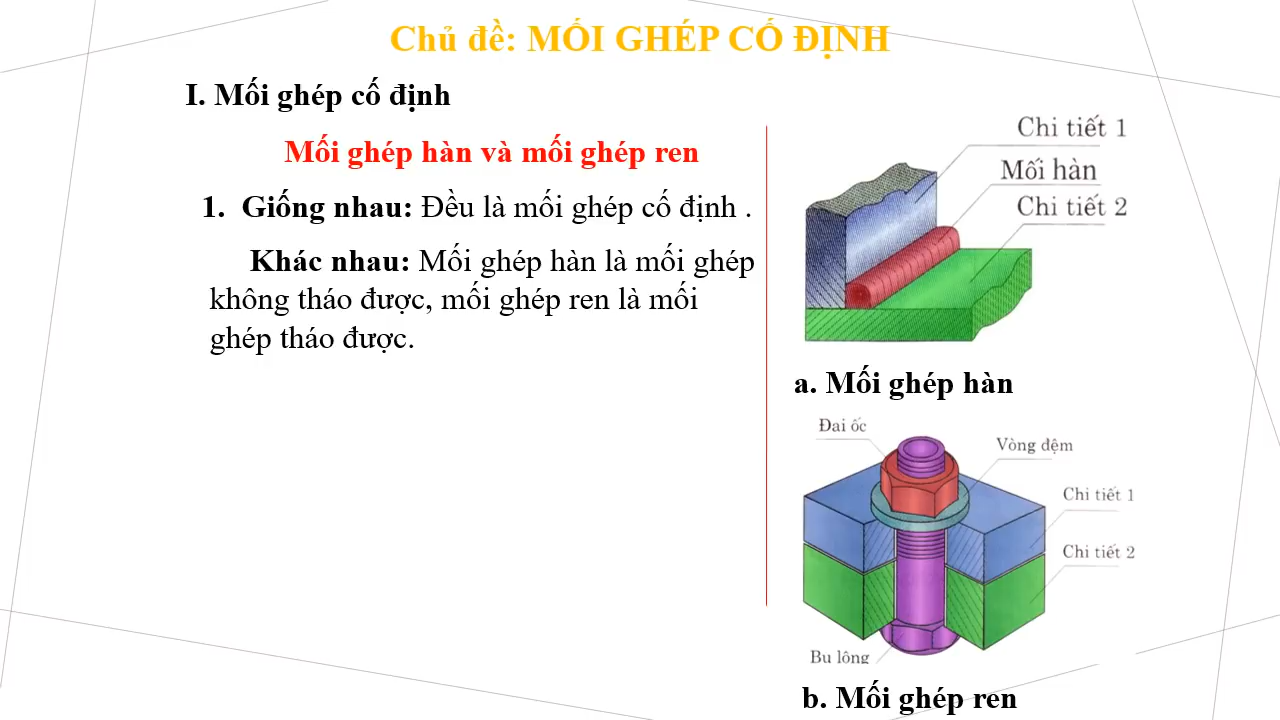 Chủ đề: MỐI GHÉP CỐ ĐỊNH
I. Mối ghép cố định
Mối ghép hàn và mối ghép ren
1. Giống nhau: Đều là mối ghép cố định .
Khác nhau: Mối ghép hàn là mối ghép
không tháo được, mối ghép ren là mối
ghép tháo được.
Chi tiết 1
Mối hàn
Chi tiết 2
a. Mối ghép hàn
Đai ốc
Vòng đệm
Chi tiết 1
Chi tiết 2
Bu lông
b. Mối ghép ren